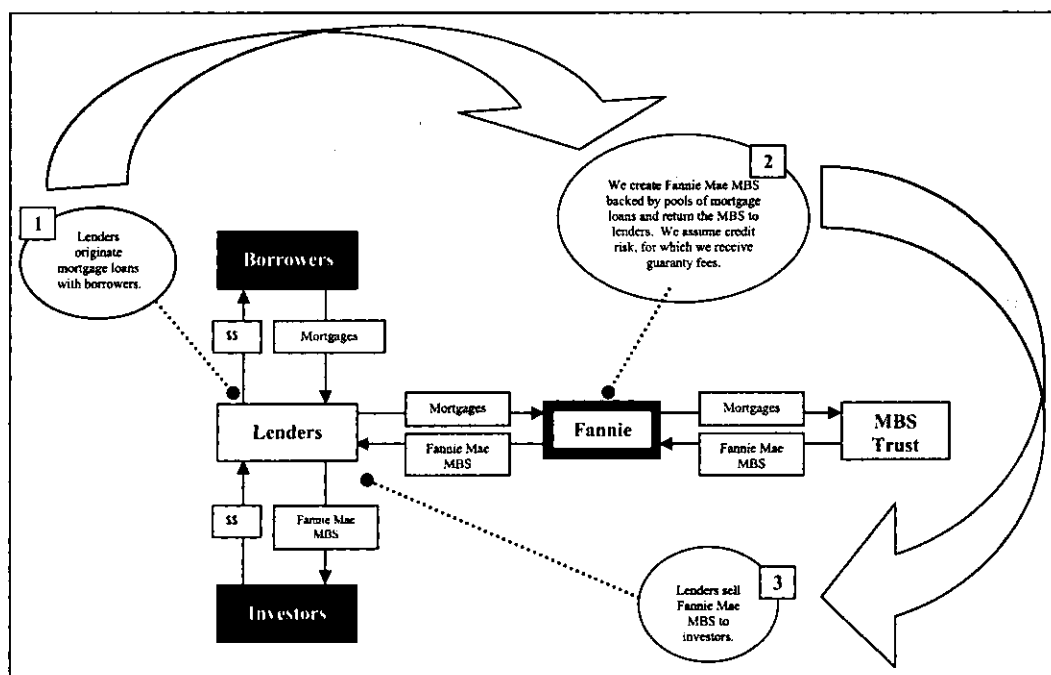 2
We create Fannie Mae MBS
backed by pools of mortgage
loans and return the MBS to
lenders. We assume credit
risk, for which we receive
guaranty fees.
1
Lenders
originate
mortgage loans
with borrowers.
Borrowers
$$
Mortgages
Lenders
Mortgages
Fannie Mae
MBS
Fannie
Mortgages
Fannie Mae
MBS
MBS
Trust
$$
Fannie Mae
MBS
Investors
3
Lenders sell
Fannie Mae
MBS to
investors.